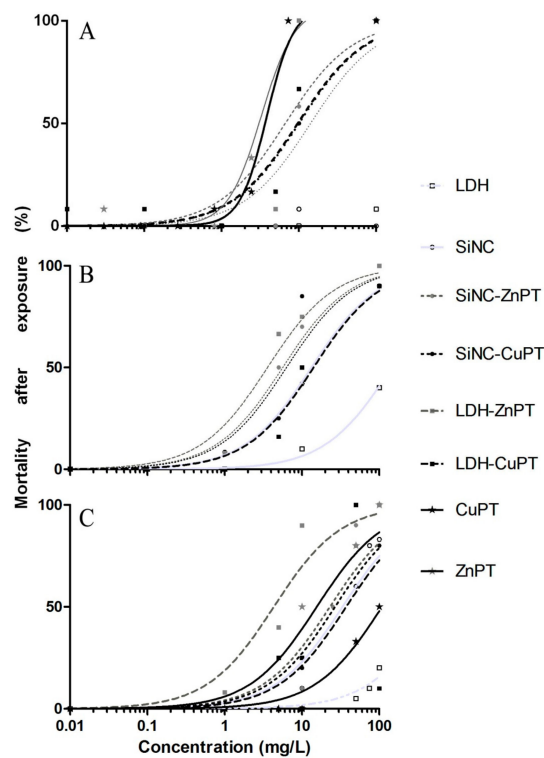 A
100
50
0
B
100
50
0
C
100
50
0
0.01
0.1
1
10
100
Concentration (mg/L)
Mortality after exposure (%)
LDH
SiNC
SiNC-ZnPT
SiNC-CuPT
LDH-ZnPT
LDH-CuPT
CuPT
ZnPT